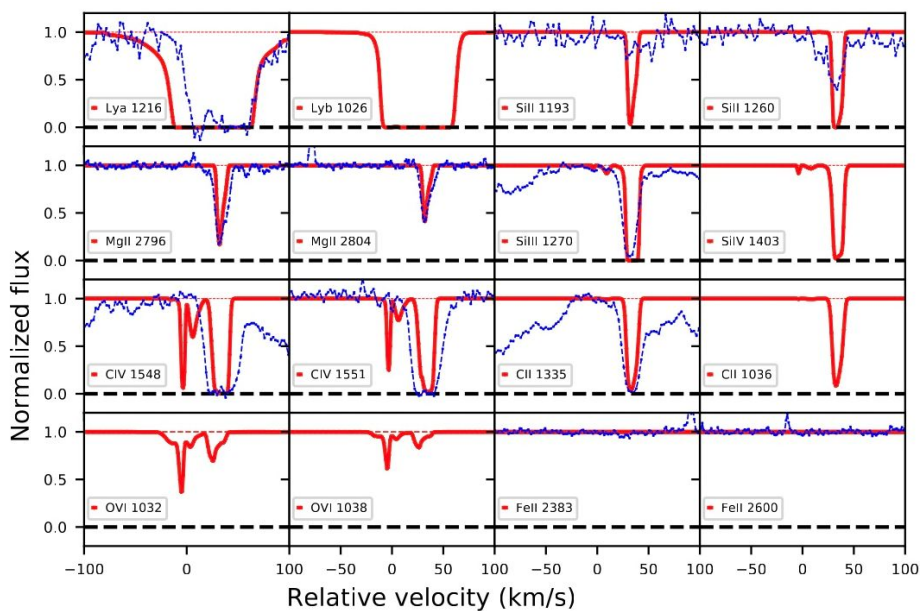 1.0
0.5
0.0
Lya 1216
Lyb 1026
SiII 1193
SiII 1260
1.0
0.5
0.0
MgII 2796
MgII 2804
SiIII 1270
SiIV 1403
1.0
0.5
0.0
CIV 1548
CIV 1551
CII 1335
CII 1036
1.0
0.5
0.0
OVI 1032
OVI 1038
FeII 2383
FeII 2600
−100 −50 0 50 100 −50 0 50 100 −50 0 50 100 −50 0 50 100
Normalized flux
Relative velocity (km/s)